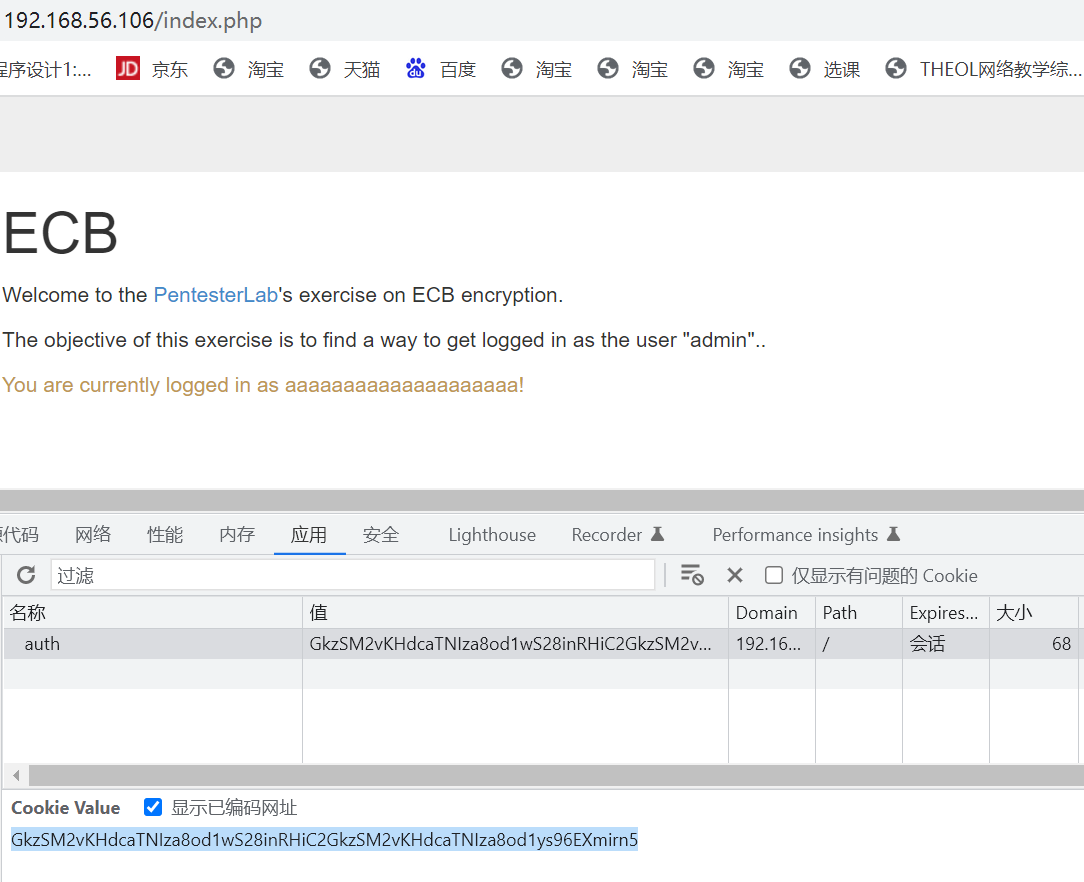 192.168.56.106/index.php
程序设计1:... JD 京东 淘宝 天猫 du 百度 淘宝 淘宝 淘宝 选课 THEOL网络教学综...
ECB
Welcome to the PentesterLab's exercise on ECB encryption.
The objective of this exercise is to find a way to get logged in as the user "admin"..
You are currently logged in as aaaaaaaaaaaaaaaaaaaa!
源代码 网络 性能 内存 应用 安全 Lighthouse Recorder Performance insights
过滤 仅显示有问题的 Cookie
名称 值 Domain Path Expires... 大小
auth GkzSM2vKHdcaTNIza8od1wS28inRHiC2GkzSM2v... 192.16... / 会话 68
Cookie Value 显示已编码网址
GkzSM2vKHdcaTNIza8od1wS28inRHiC2GkzSM2vKHdcaTNIza8od1ys96EXmirn5